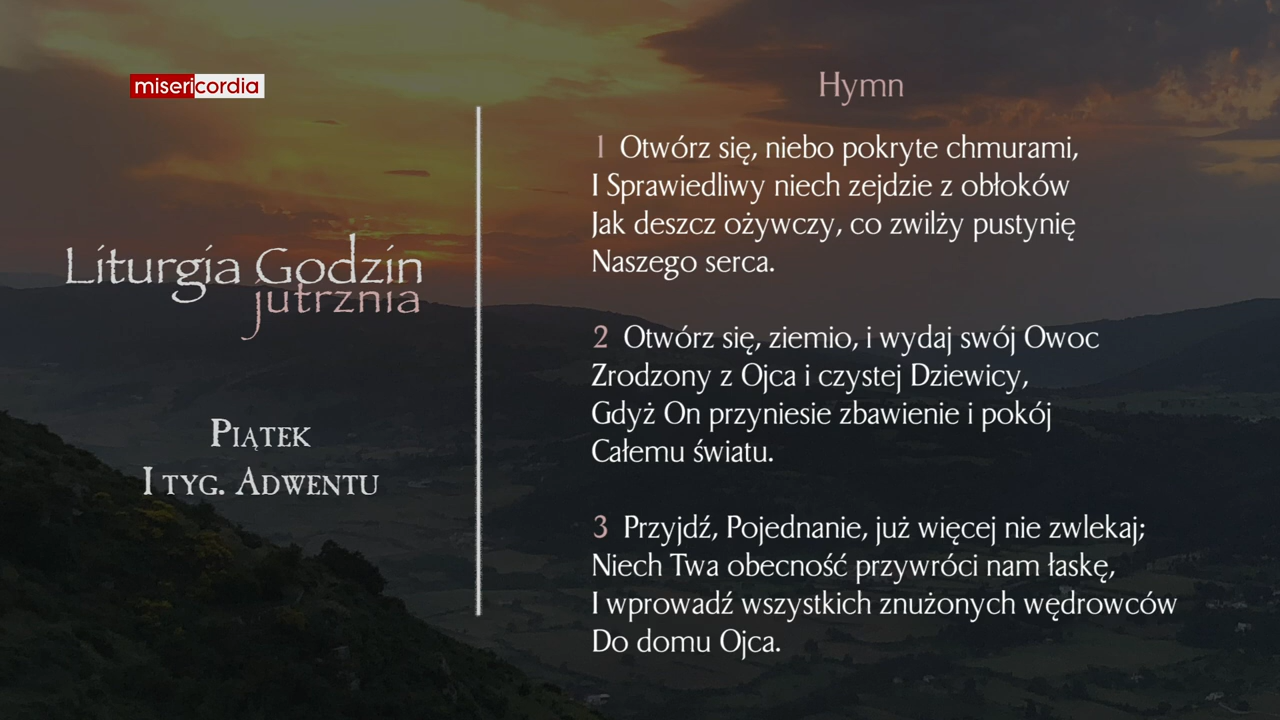 misericordia
Liturgia Godzin
jutrznia
Piątek
I tyg. Adwentu
Hymn
1 Otwórz się, niebo pokryte chmurami,
I Sprawiedliwy niech zejdzie z obłoków
Jak deszcz ożywczy, co zwilży pustynię
Naszego serca.
2 Otwórz się, ziemio, i wydaj swój Owoc
Zrodzony z Ojca i czystej Dziewicy,
Gdyż On przyniesie zbawienie i pokój
Całemu światu.
3 Przyjdź, Pojednanie, już więcej nie zwlekaj;
Niech Twa obecność przywróci nam łaskę,
I wprowadź wszystkich znużonych wędrowców
Do domu Ojca.